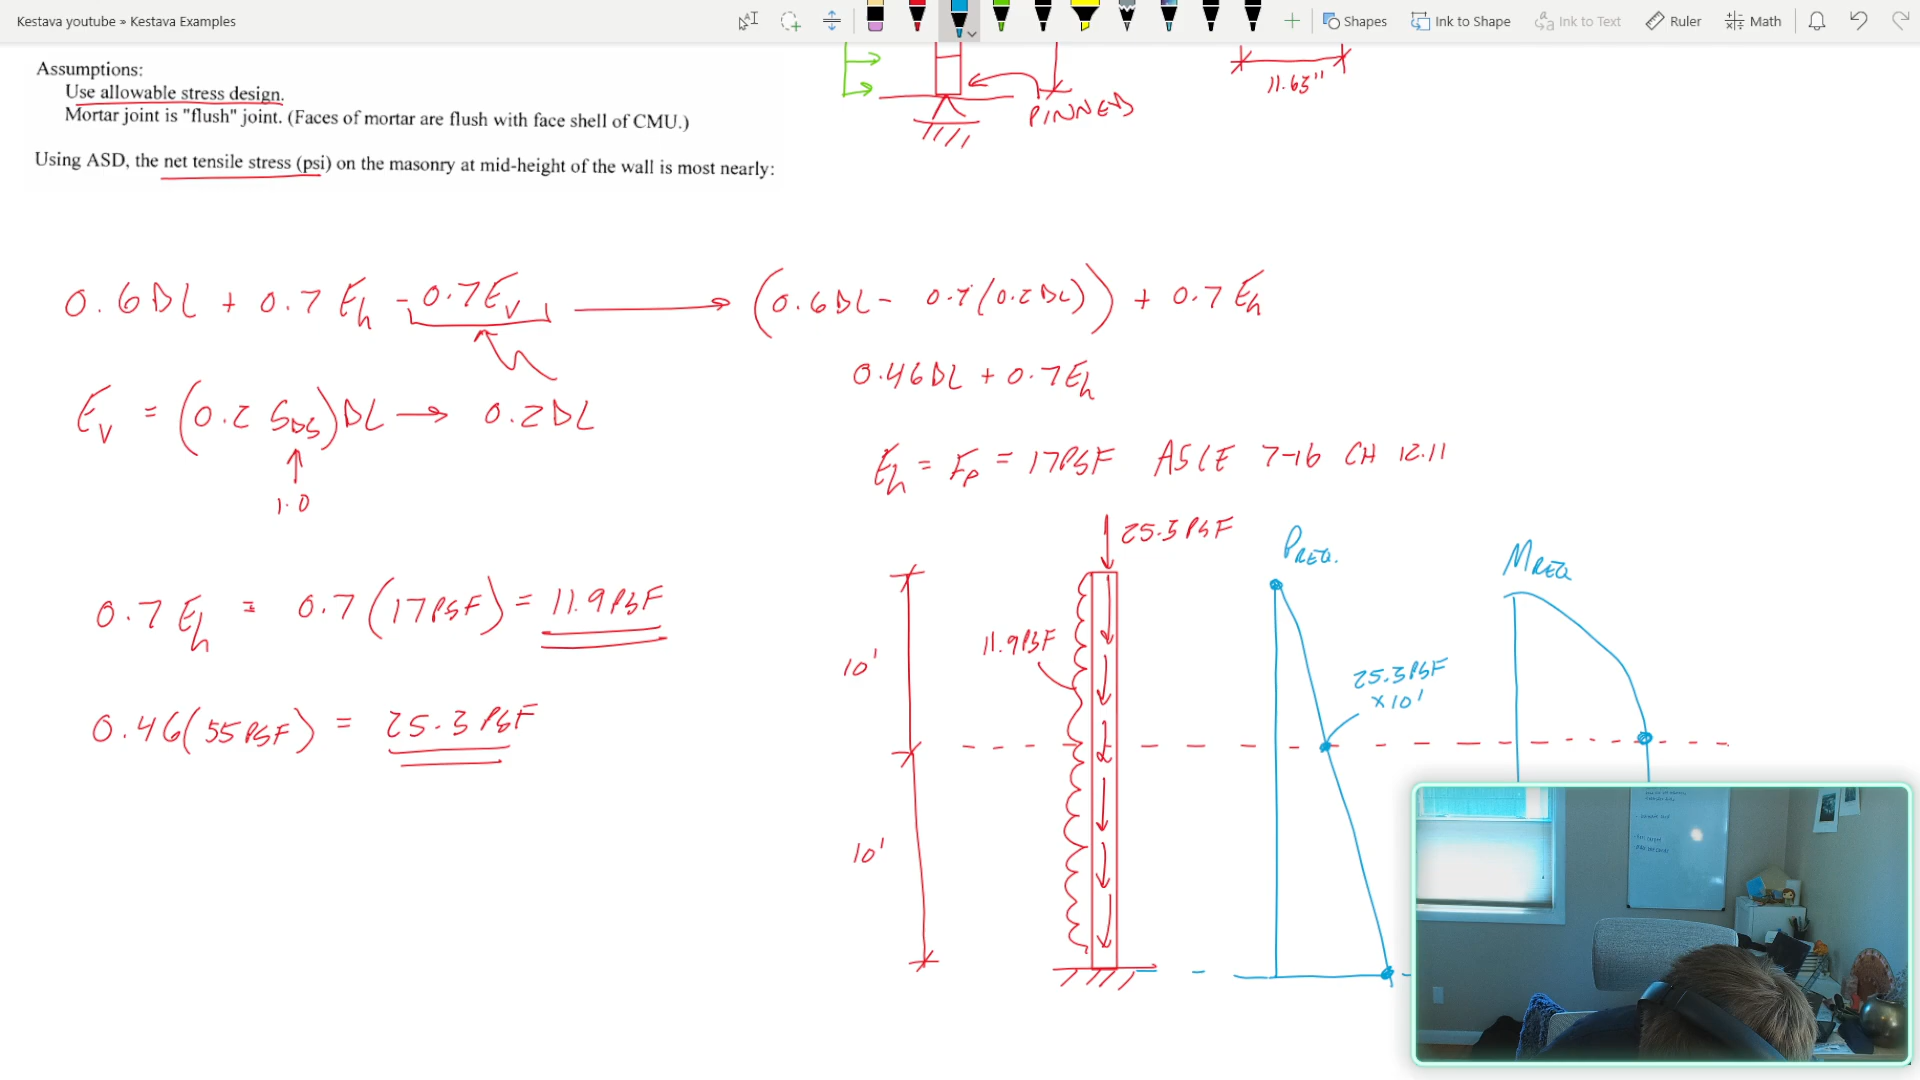 Kestava youtube » Kestava Examples
Shapes Ink to Shape Ink to Text Ruler Math
Assumptions:
Use allowable stress design.
Mortar joint is "flush" joint. (Faces of mortar are flush with face shell of CMU.)
Using ASD, the net tensile stress (psi) on the masonry at mid-height of the wall is most nearly:
PINNED
11.63"
0.6DL + 0.7Eh - 0.7Ev → (0.6DL - 0.7(0.2DL)) + 0.7Eh
0.46DL + 0.7Eh
Ev = (0.2 SDS)DL → 0.2DL
1.0
Eh = Fp = 17PSF ASCE 7-16 CH 12.11
0.7Eh = 0.7(17PSF) = 11.9PSF
0.46(55PSF) = 25.3PSF
10'
10'
11.9PSF
25.3PSF
PREQ.
25.3PSF
×10'
MREQ